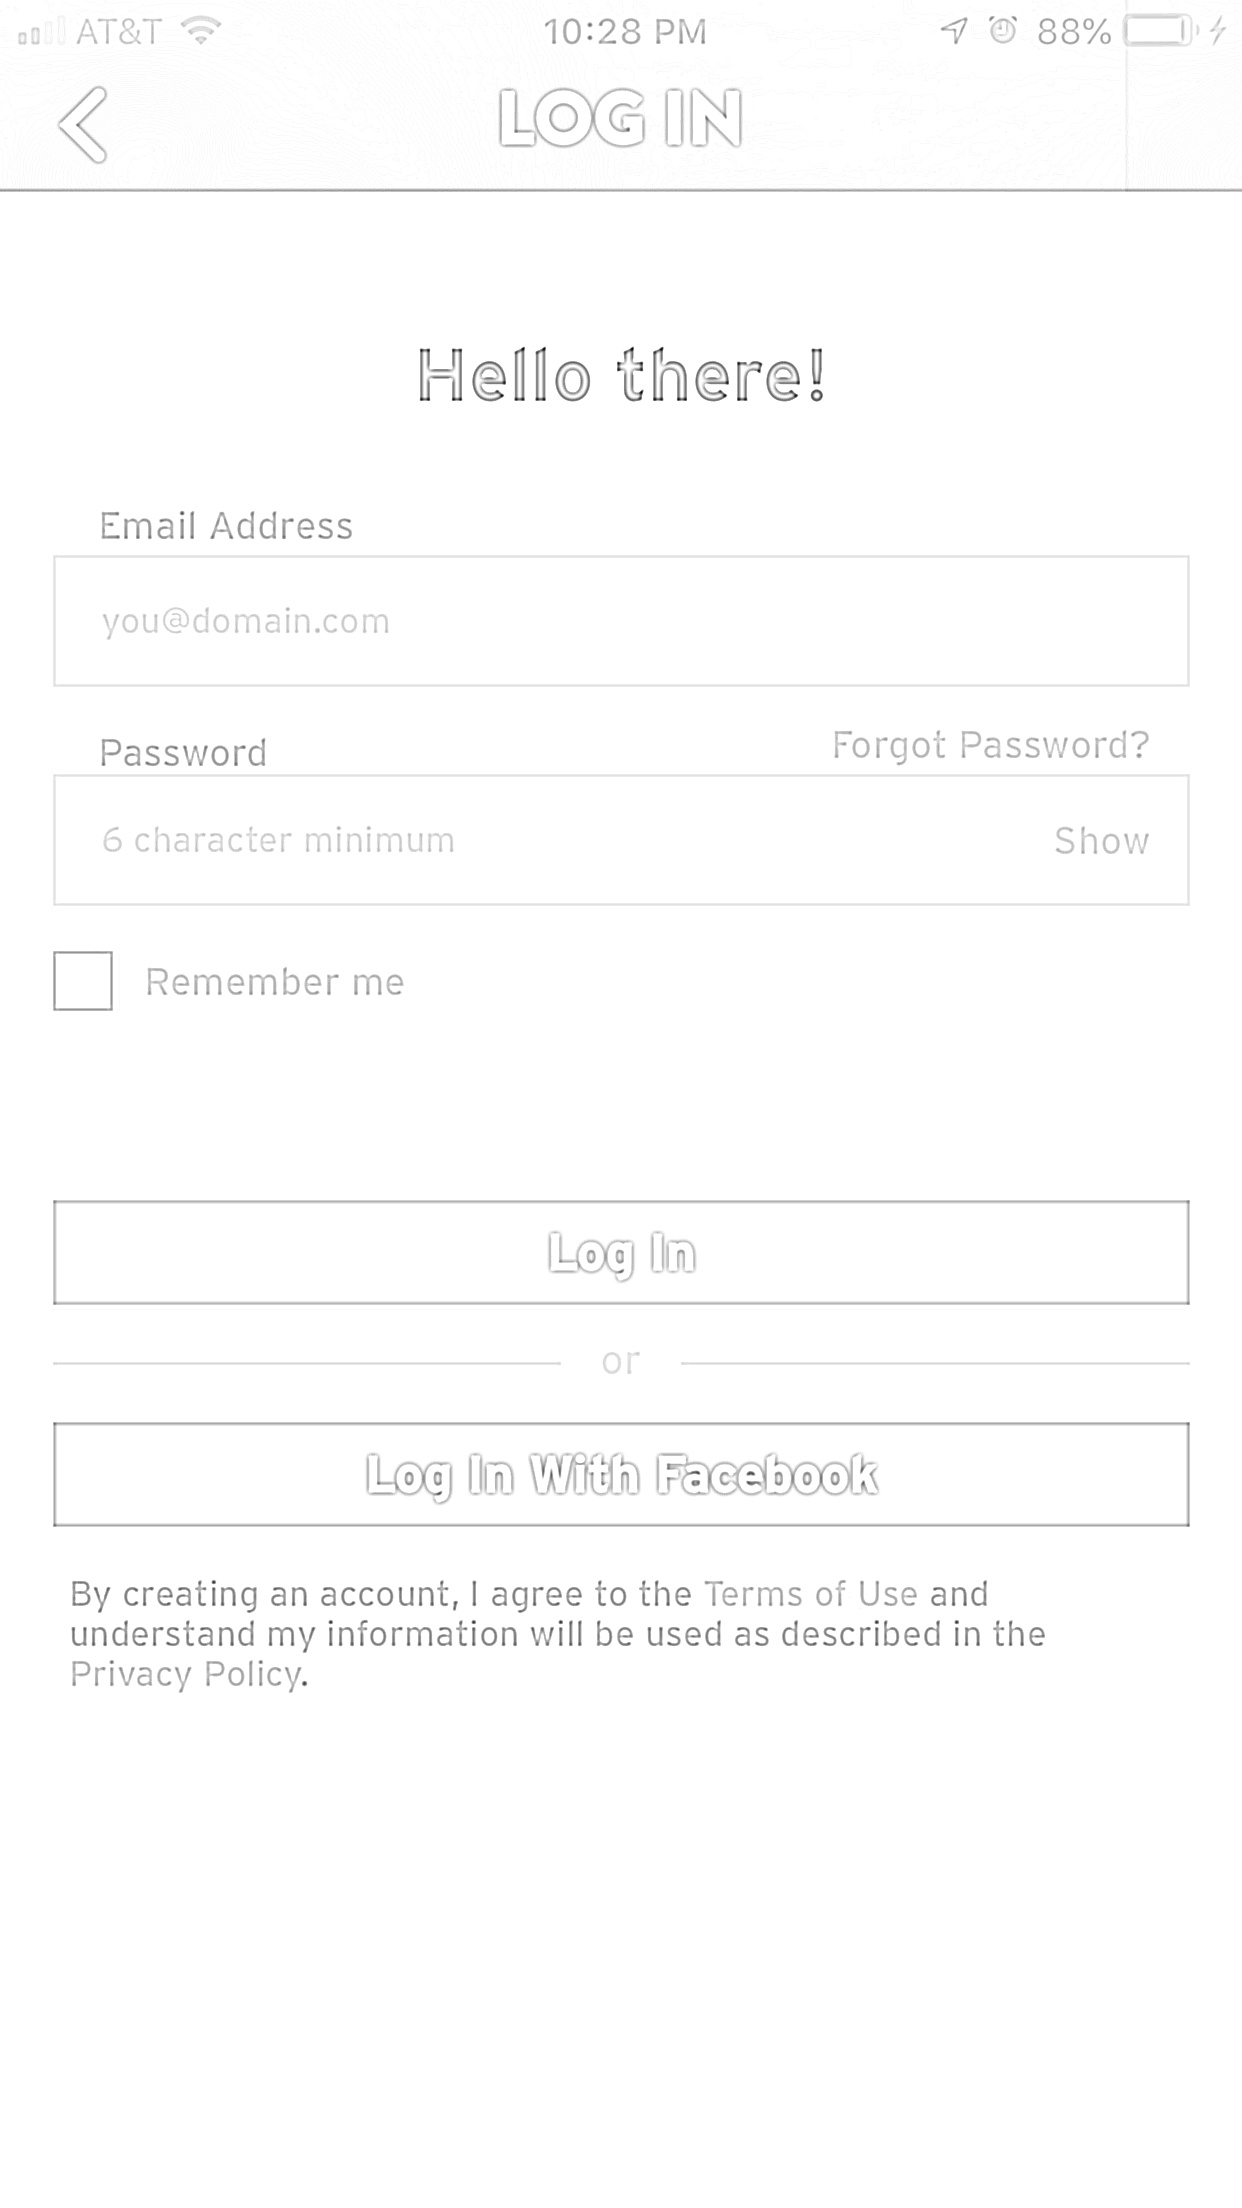 AT&T 10:28 PM 88%
LOG IN
Hello there!
Email Address
you@domain.com
Password Forgot Password?
6 character minimum Show
Remember me
Log In
or
Log In With Facebook
By creating an account, I agree to the Terms of Use and
understand my information will be used as described in the
Privacy Policy.